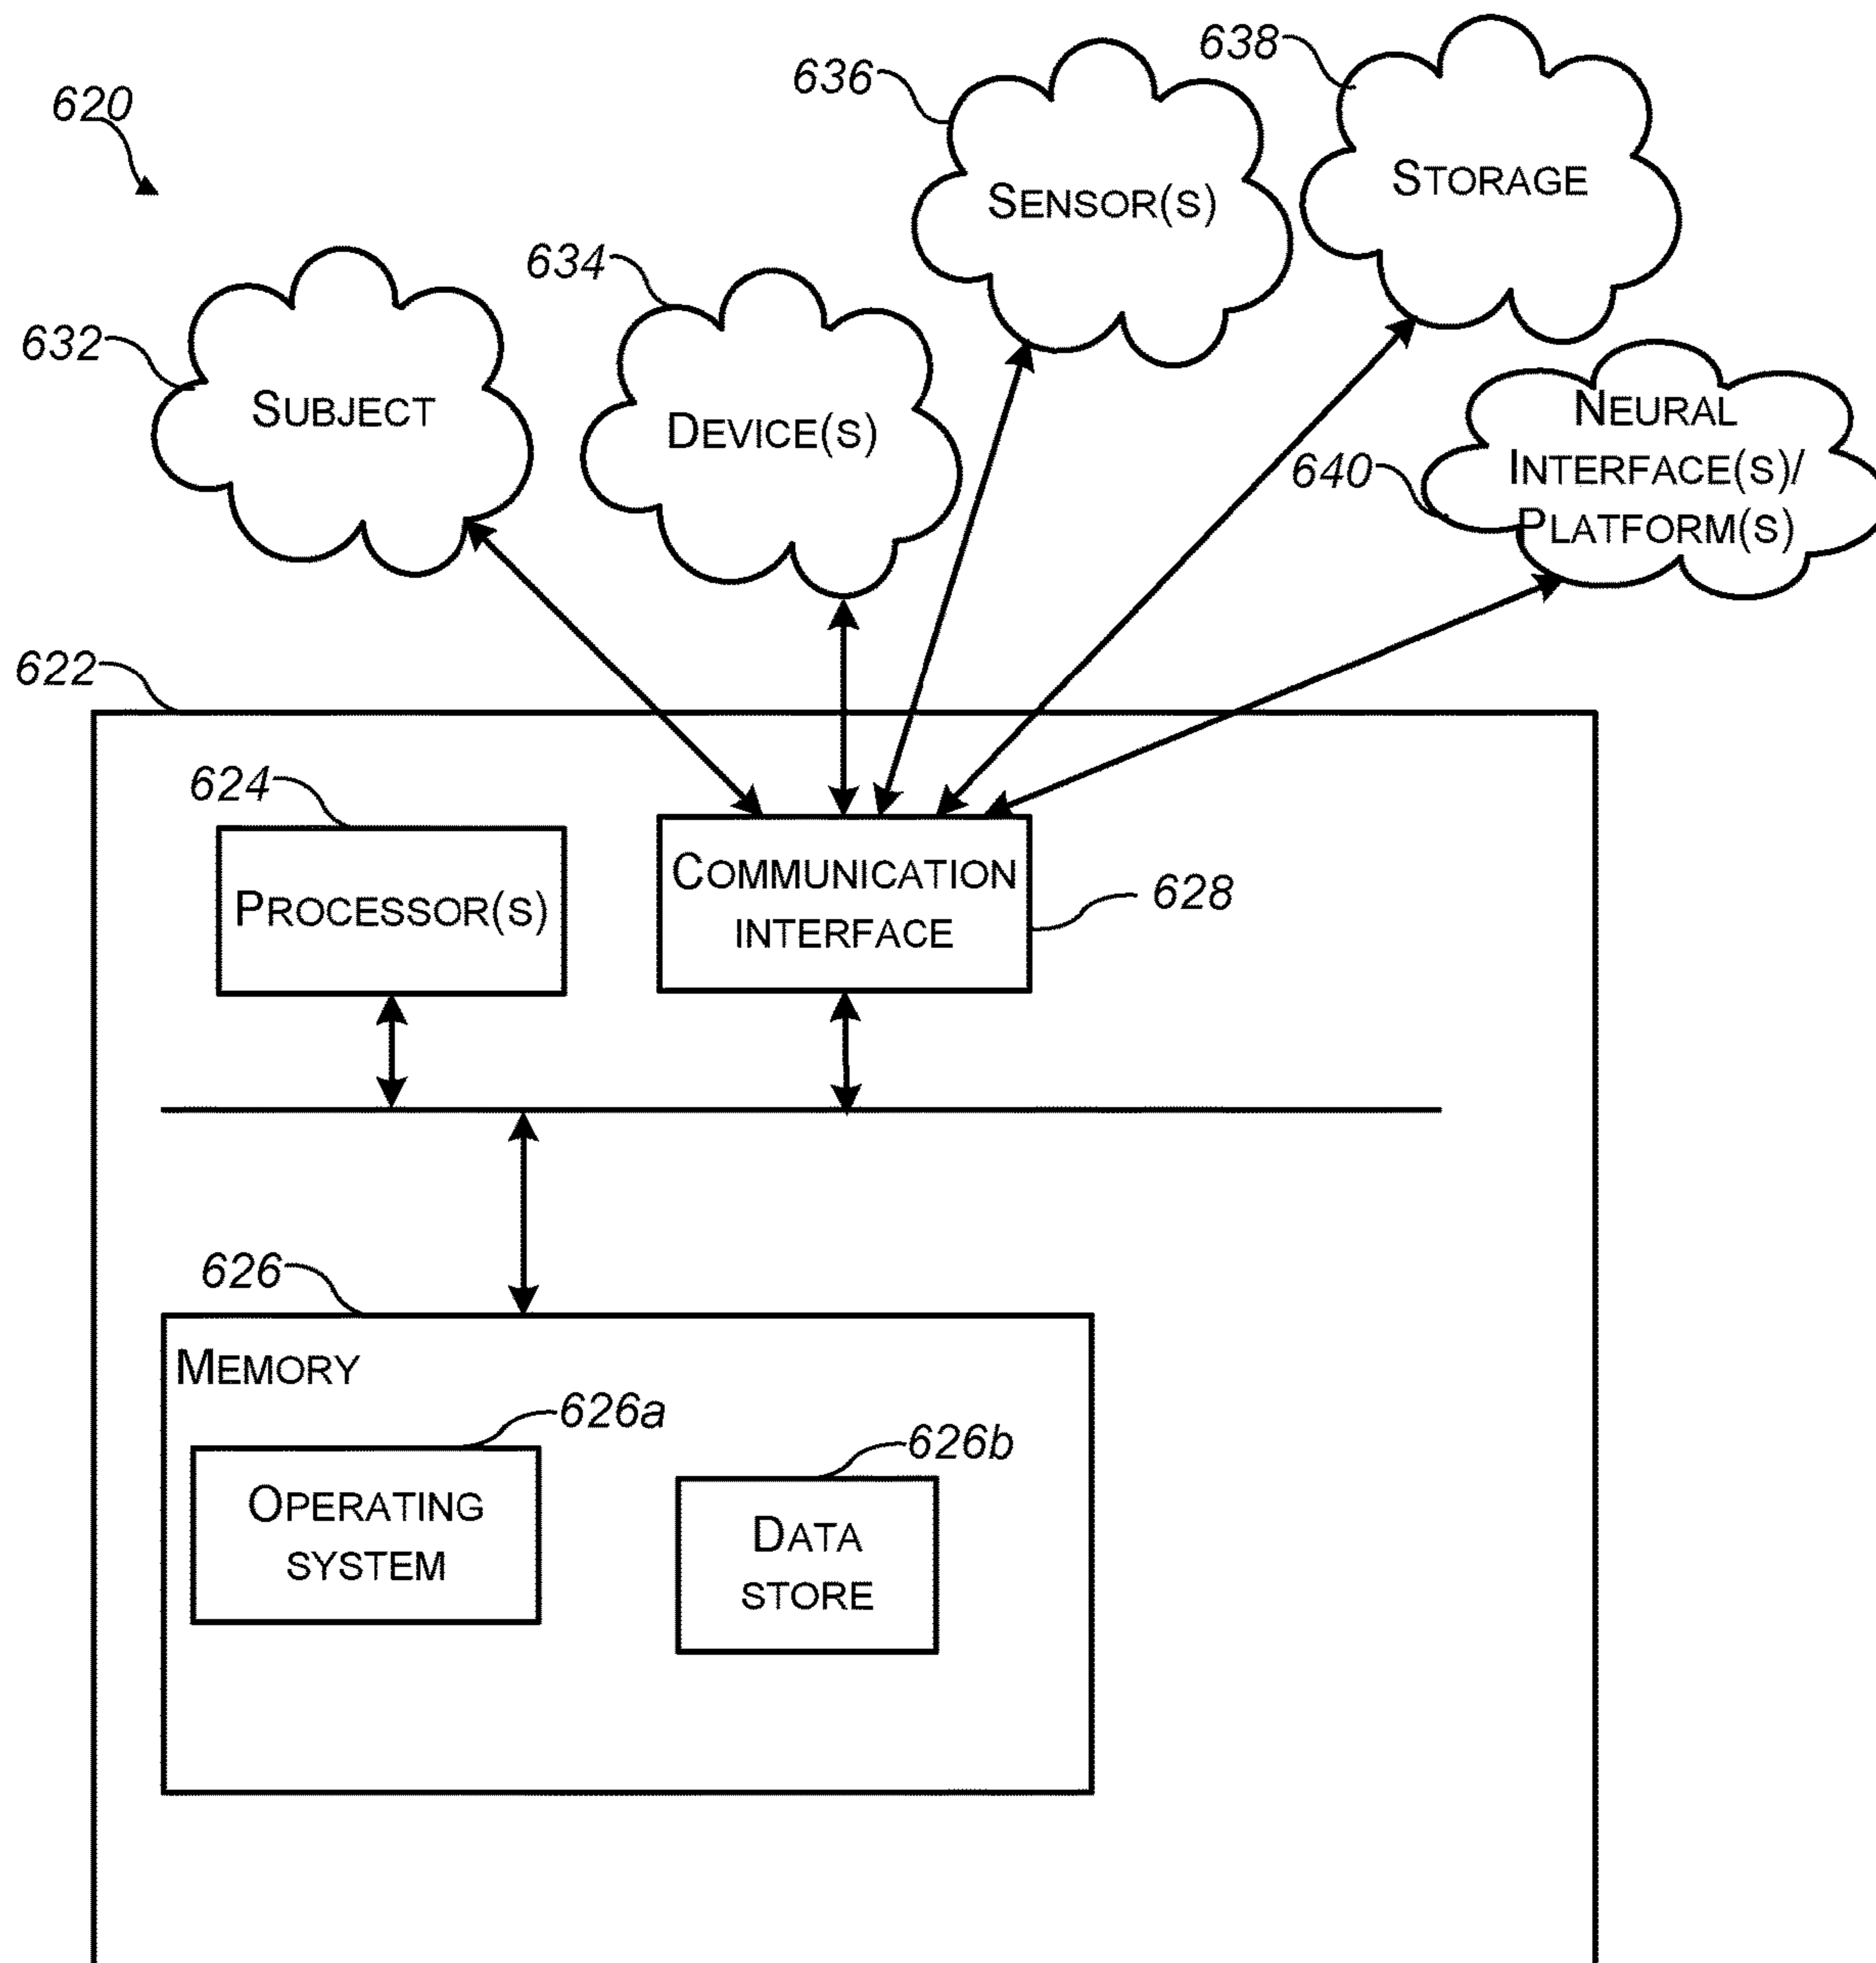 620
636
638
SENSOR(S)
STORAGE
634
632
SUBJECT
DEVICE(S)
640
NEURAL
INTERFACE(S)/
PLATFORM(S)
622
624
PROCESSOR(S)
COMMUNICATION
INTERFACE
628
626
MEMORY
626a
626b
OPERATING
SYSTEM
DATA
STORE